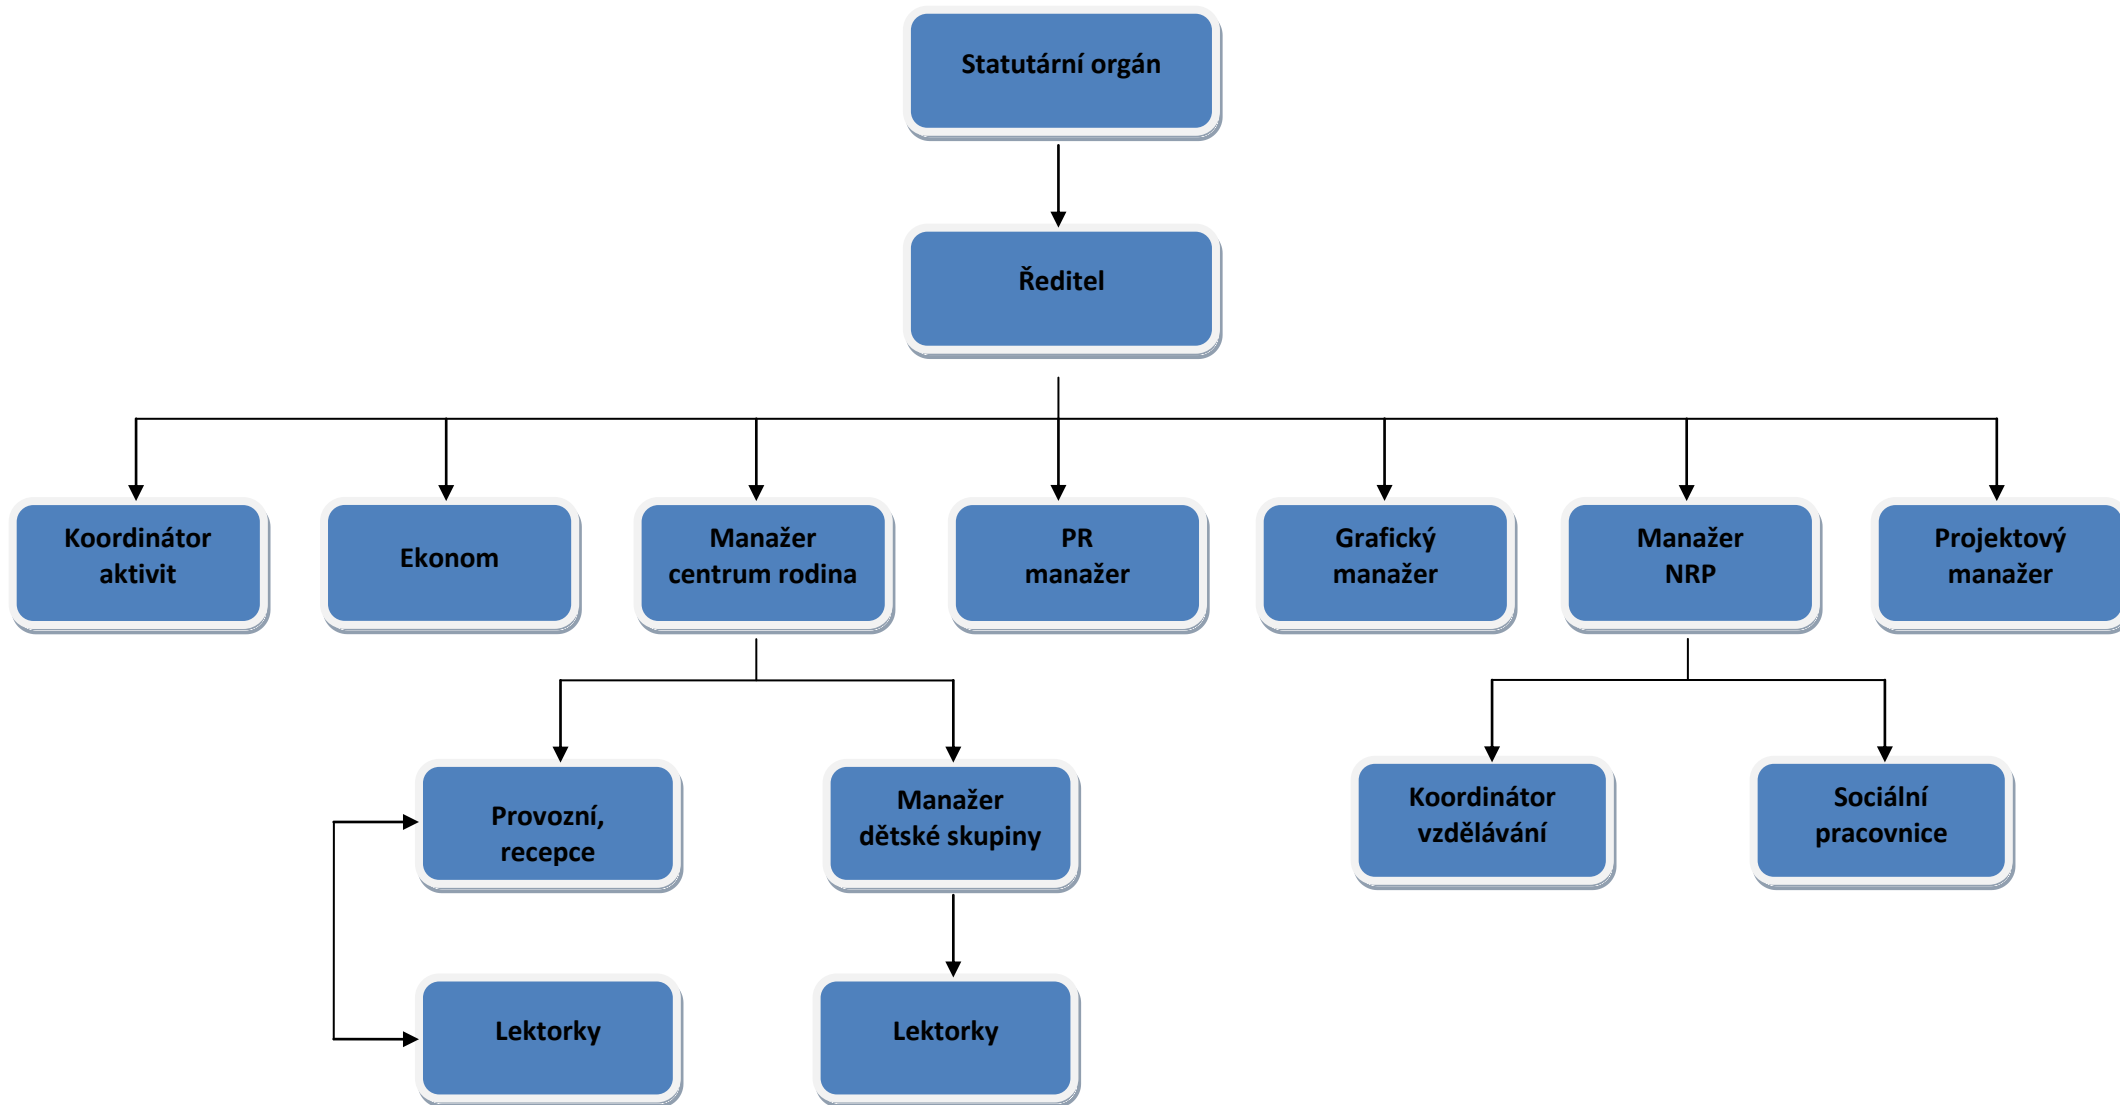 Statutární orgán
Ředitel
Koordinátor
aktivit
Ekonom
Manažer
centrum rodina
PR
manažer
Grafický
manažer
Manažer
NRP
Projektový
manažer
Provozní,
recepce
Manažer
dětské skupiny
Koordinátor
vzdělávání
Sociální
pracovnice
Lektorky
Lektorky